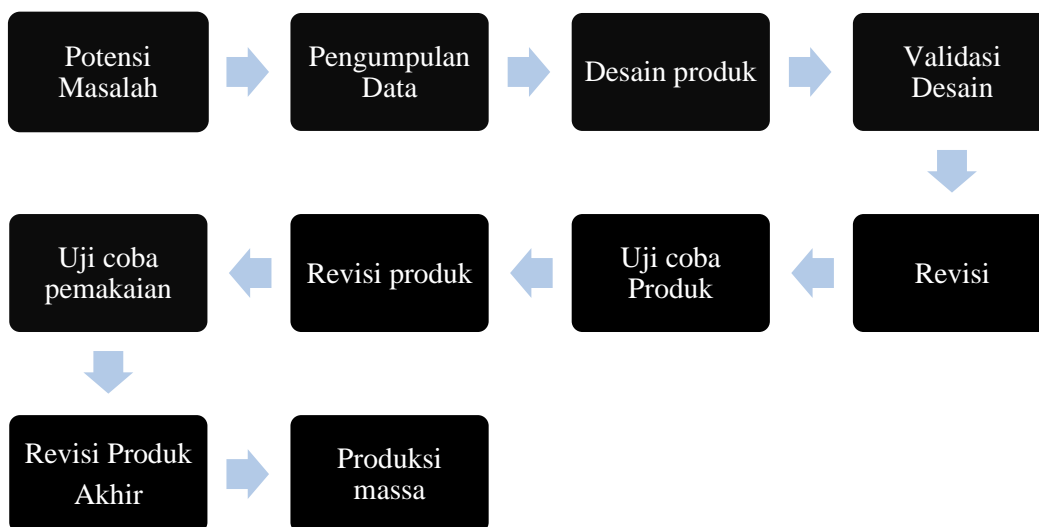 Potensi
Masalah
Pengumpulan
Data
Desain produk
Validasi
Desain
Revisi
Uji coba
Produk
Revisi produk
Uji coba
pemakaian
Revisi Produk
Akhir
Produksi
massa